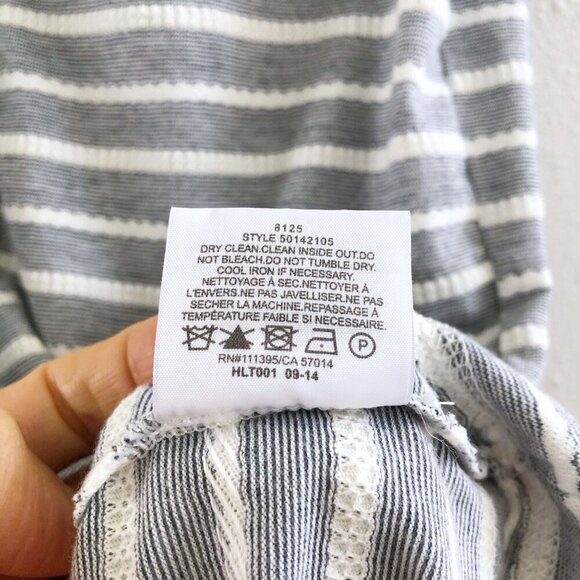 8125
STYLE 50142105
DRY CLEAN.CLEAN INSIDE OUT.DO
NOT BLEACH.DO NOT TUMBLE DRY.
COOL IRON IF NECESSARY.
NETTOYAGE À SEC.NETTOYER À
L'ENVERS.NE PAS JAVELLISER.NE PAS
SECHER LA MACHINE.REPASSAGE À
TEMPÉRATURE FAIBLE SI NECESSAIRE.
P
RN#111395/CA 57014
HLT001 09-14